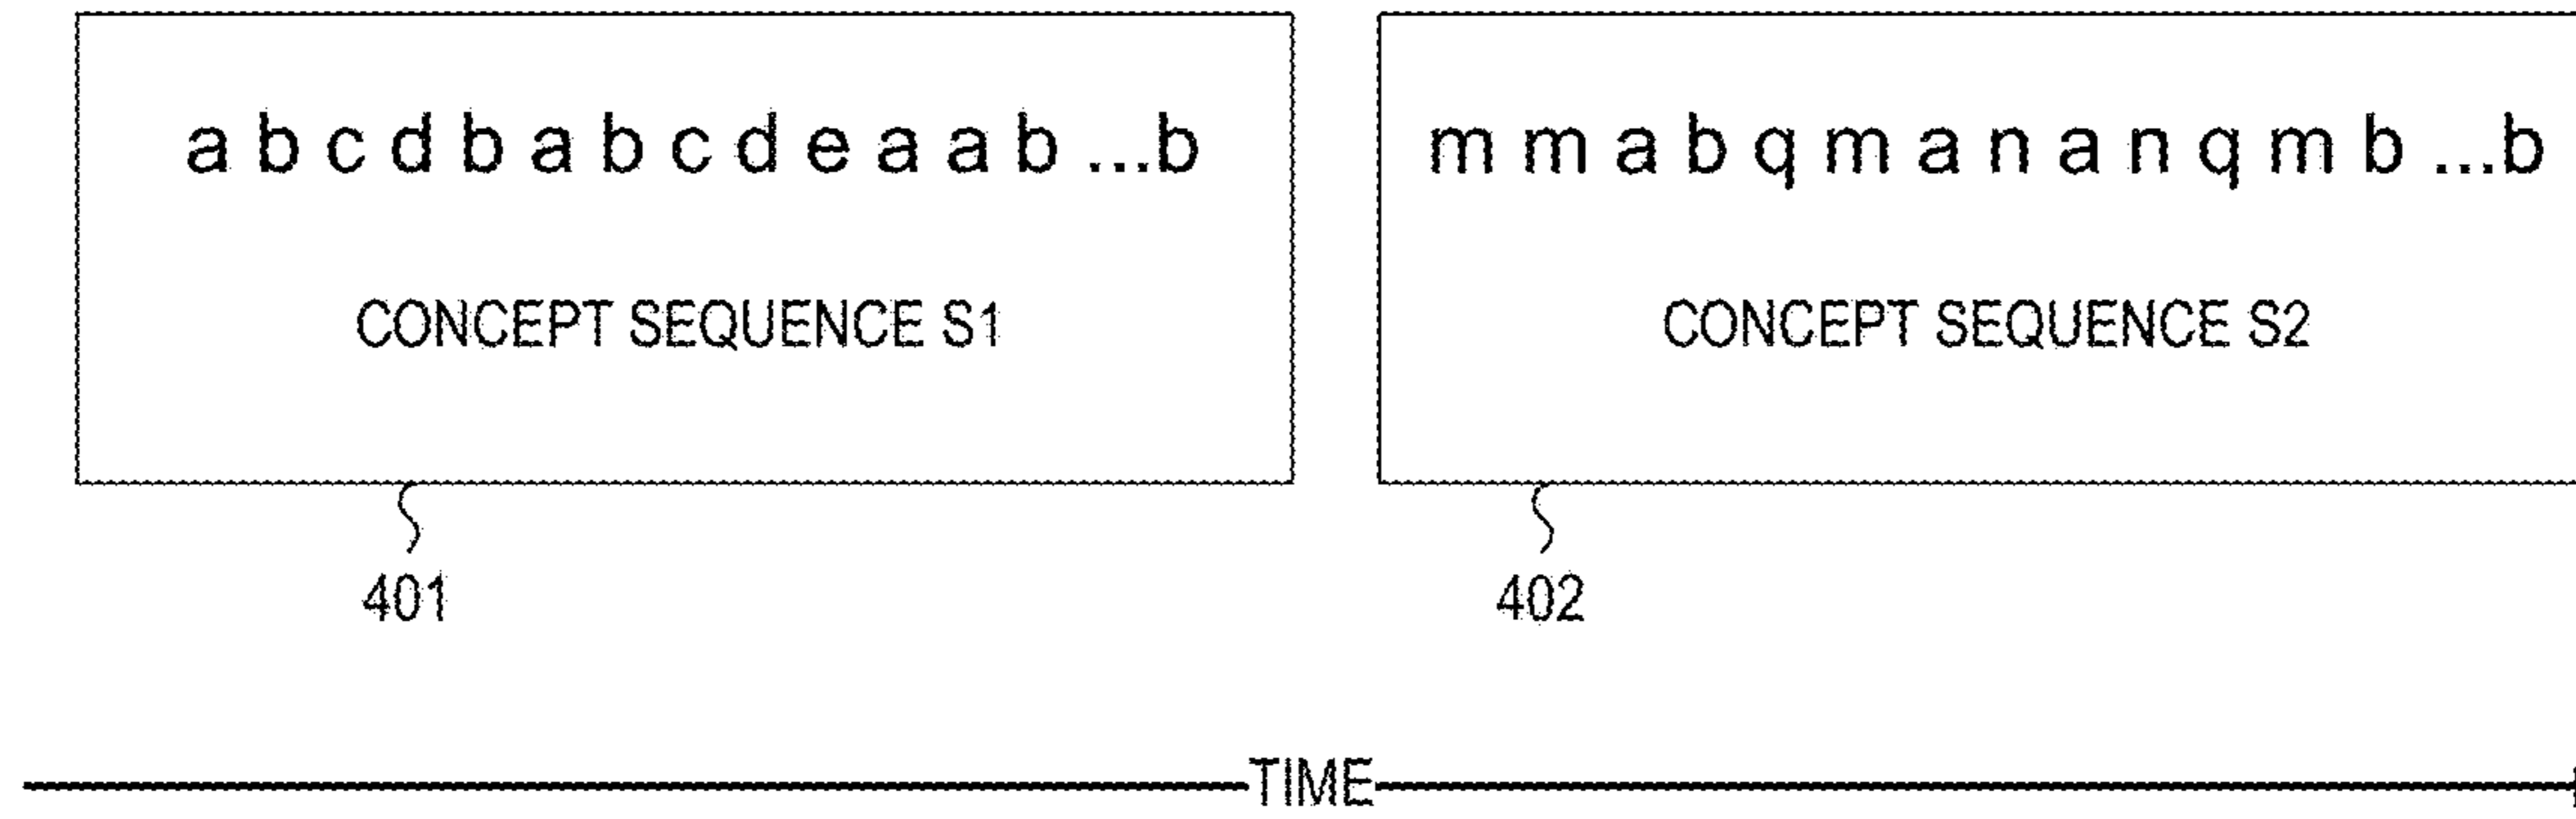 a b c d b a b c d e a a b ...b
CONCEPT SEQUENCE S1
401
m m a b q m a n a n q m b ...b
CONCEPT SEQUENCE S2
402
TIME